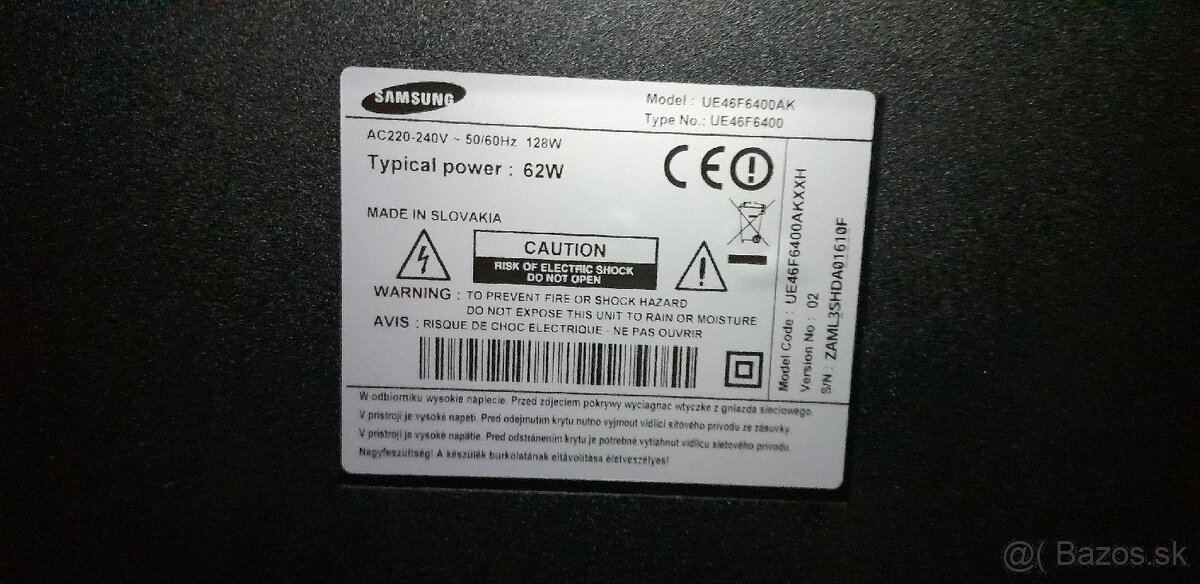 SAMSUNG
Model : UE46F6400AK
Type No.: UE46F6400
AC220-240V ~ 50/60Hz 128W
Typical power : 62W
MADE IN SLOVAKIA
CAUTION
RISK OF ELECTRIC SHOCK
DO NOT OPEN
WARNING : TO PREVENT FIRE OR SHOCK HAZARD
DO NOT EXPOSE THIS UNIT TO RAIN OR MOISTURE
AVIS : RISQUE DE CHOC ELECTRIQUE - NE PAS OUVRIR
Model Code : UE46F6400AKXXH
Version No : 02
S/N : ZAML3SHDA01610F
W odbiorniku wysokie napiecie. Przed zdjeciem pokrywy wyciagnac wtyczke z gniazda sieciowego.
V pristroji je vysoké napeti. Pred odejmutim krytu nutno vyjmout vidlici sitového privodu ze zásuvky.
V pristroji je vysoké napätie. Pred odstránením krytu je potrebné vytiahnut vidlicu sietového privodu.
Nagyfeszültség! A készülék burkolatának eltávolítása életveszélyes!
@( Bazos.sk